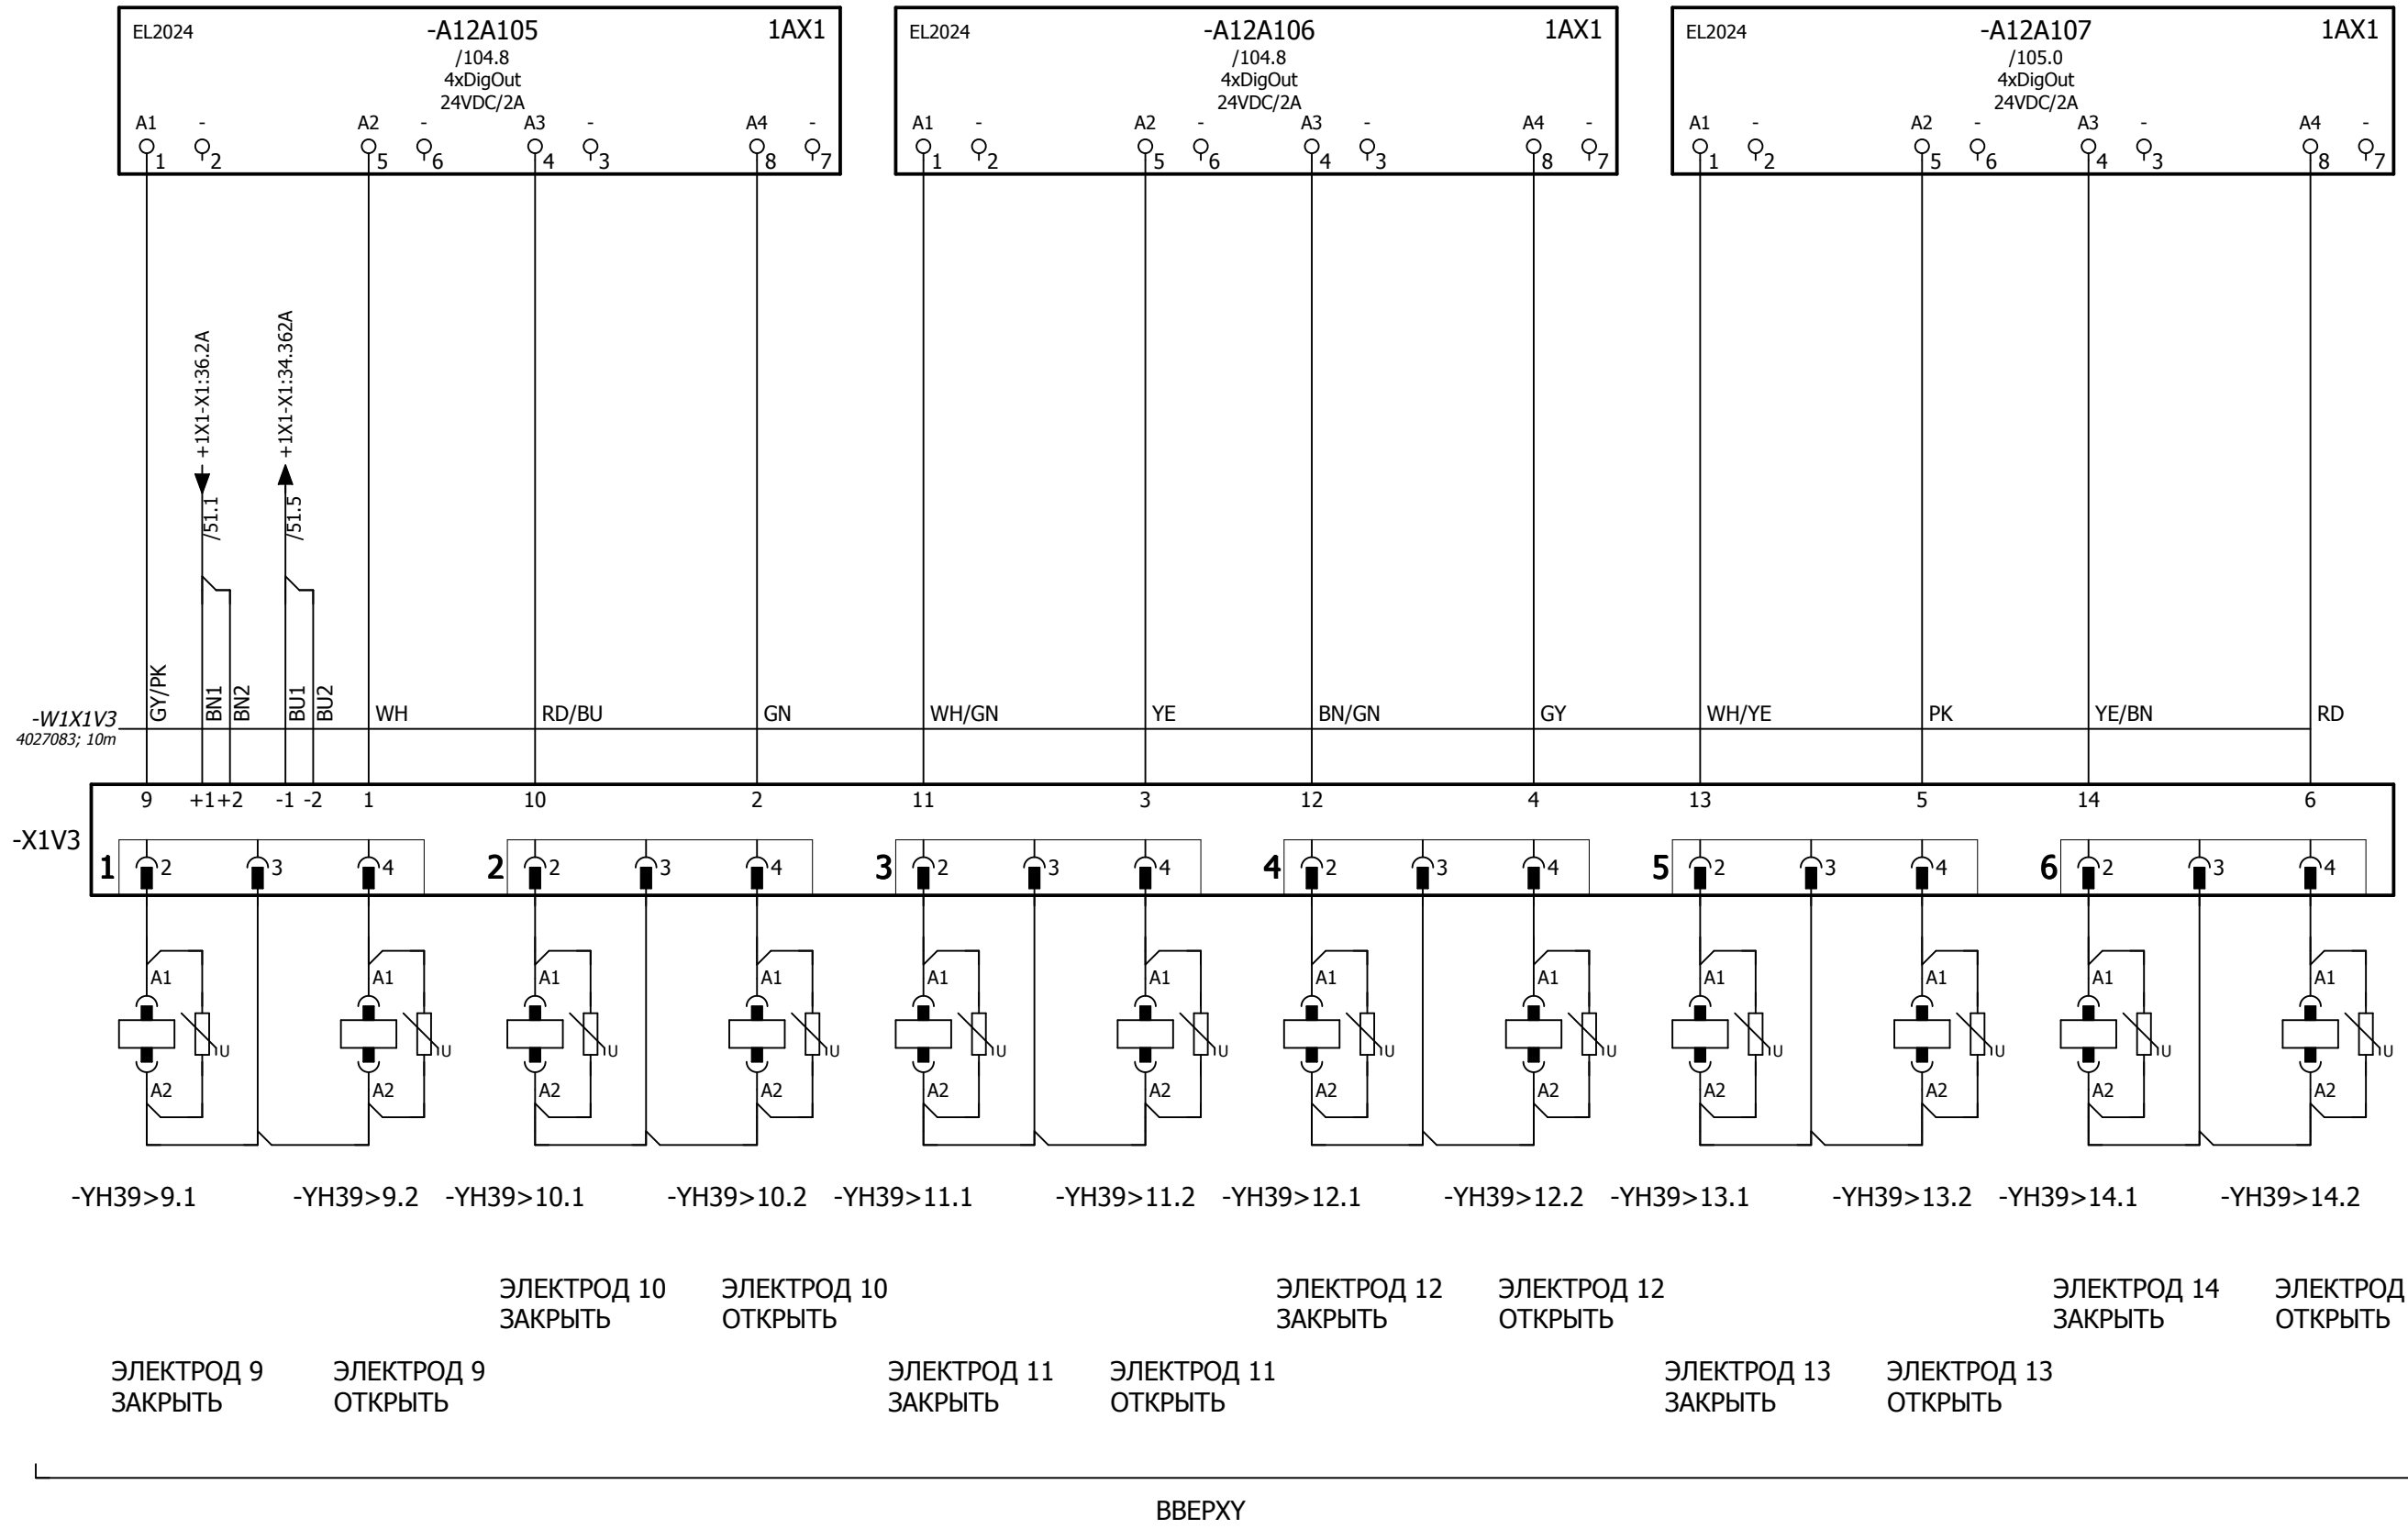 EL2024 -A12A105 1AX1
/104.8
4xDigOut
24VDC/2A
A1 - A2 - A3 - A4 -
1 2 5 6 4 3 8 7
EL2024 -A12A106 1AX1
/104.8
4xDigOut
24VDC/2A
A1 - A2 - A3 - A4 -
1 2 5 6 4 3 8 7
EL2024 -A12A107 1AX1
/105.0
4xDigOut
24VDC/2A
A1 - A2 - A3 - A4 -
1 2 5 6 4 3 8 7
+1X1-X1:36.2A
/51.1
+1X1-X1:34.362A
/51.5
-W1X1V3
4027083; 10m
GY/PK BN1 BN2 BU1 BU2 WH RD/BU GN WH/GN YE BN/GN GY WH/YE PK YE/BN RD
9 +1 +2 -1 -2 1 10 2 11 3 12 4 13 5 14 6
-X1V3
1 2 3 4 2 2 3 4 3 2 3 4 4 2 3 4 5 2 3 4 6 2 3 4
A1 A1 A1 A1 A1 A1 A1 A1 A1 A1 A1 A1
U U U U U U U U U U U U
A2 A2 A2 A2 A2 A2 A2 A2 A2 A2 A2 A2
-YH39>9.1 -YH39>9.2 -YH39>10.1 -YH39>10.2 -YH39>11.1 -YH39>11.2 -YH39>12.1 -YH39>12.2 -YH39>13.1 -YH39>13.2 -YH39>14.1 -YH39>14.2
ЭЛЕКТРОД 10 ЭЛЕКТРОД 10 ЭЛЕКТРОД 12 ЭЛЕКТРОД 12 ЭЛЕКТРОД 14 ЭЛЕКТРОД
ЗАКРЫТЬ ОТКРЫТЬ ЗАКРЫТЬ ОТКРЫТЬ ЗАКРЫТЬ ОТКРЫТЬ
ЭЛЕКТРОД 9 ЭЛЕКТРОД 9 ЭЛЕКТРОД 11 ЭЛЕКТРОД 11 ЭЛЕКТРОД 13 ЭЛЕКТРОД 13
ЗАКРЫТЬ ОТКРЫТЬ ЗАКРЫТЬ ОТКРЫТЬ ЗАКРЫТЬ ОТКРЫТЬ
ВВЕРХУ